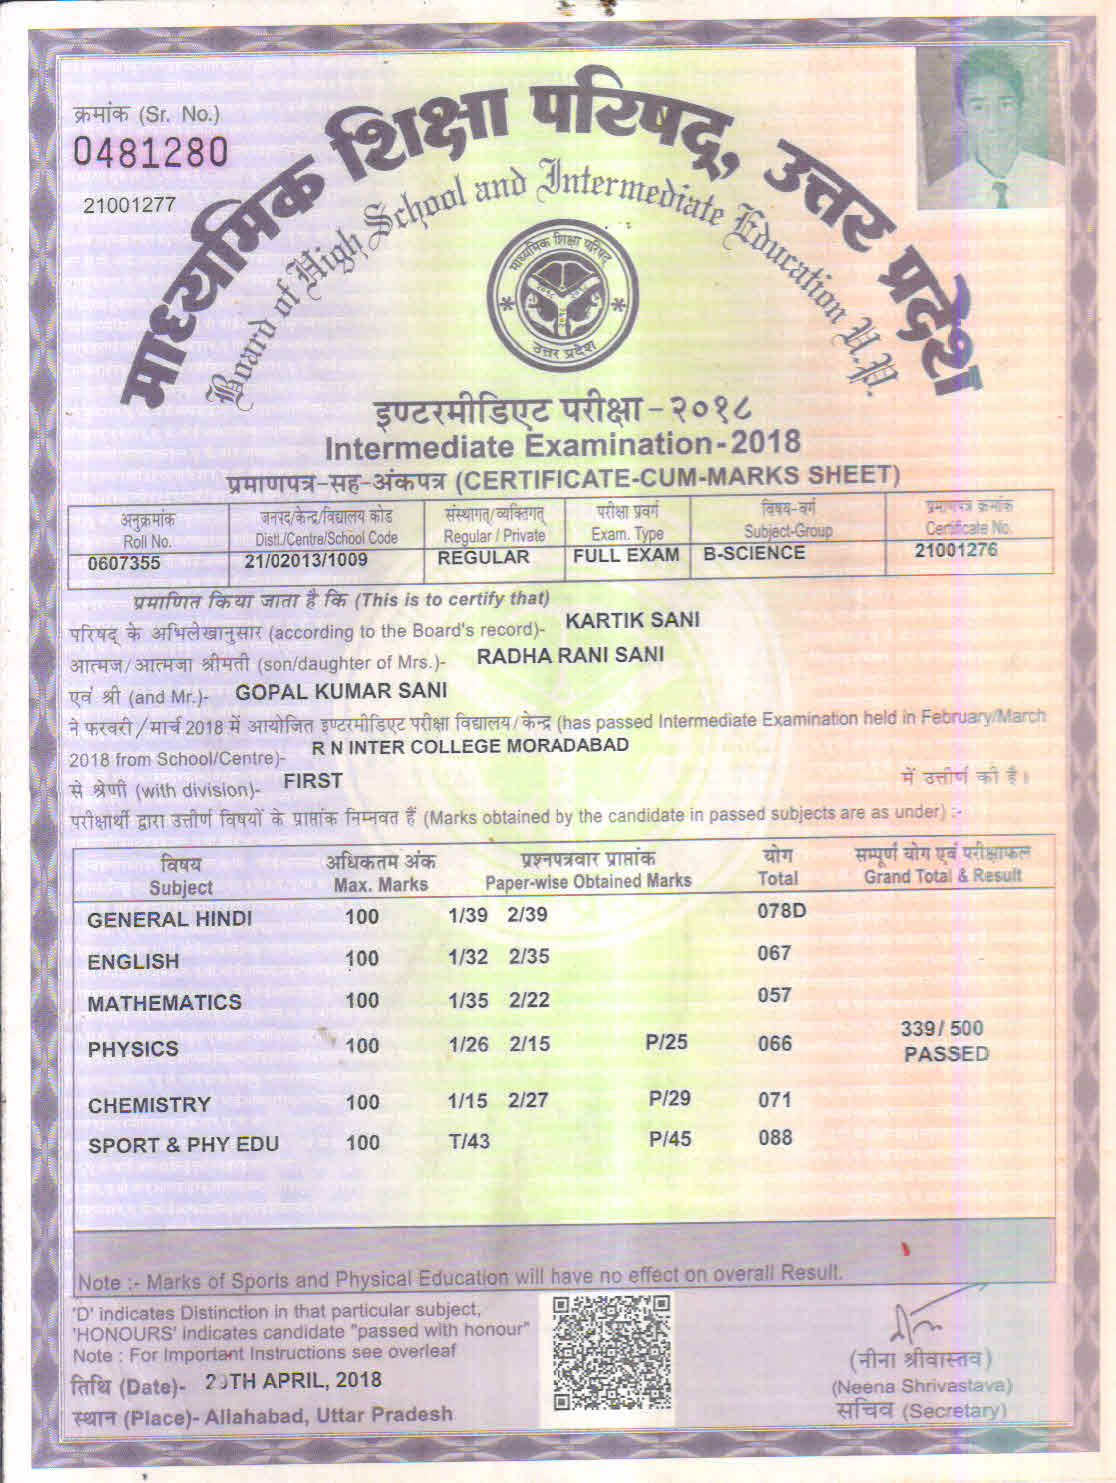 क्रमांक (Sr. No.)
0481280
21001277
माध्यमिक शिक्षा परिषद्, उत्तर प्रदेश
Board of High School and Intermediate Education U.P.
माध्यमिक शिक्षा परिषद
उत्तर प्रदेश
इण्टरमीडिएट परीक्षा-२०१८
Intermediate Examination-2018
प्रमाणपत्र-सह-अंकपत्र (CERTIFICATE-CUM-MARKS SHEET)
अनुक्रमांक जनपद/केन्द्र/विद्यालय कोड संस्थागत्/व्यक्तिगत् परीक्षा प्रवर्ग विषय-वर्ग प्रमाणपत्र क्रमांक
Roll No. Distt./Centre/School Code Regular / Private Exam. Type Subject-Group Certificate No.
0607355 21/02013/1009 REGULAR FULL EXAM B-SCIENCE 21001276
प्रमाणित किया जाता है कि (This is to certify that)
परिषद् के अभिलेखानुसार (according to the Board's record)- KARTIK SANI
आत्मज/आत्मजा श्रीमती (son/daughter of Mrs.)- RADHA RANI SANI
एवं श्री (and Mr.)- GOPAL KUMAR SANI
ने फरवरी/मार्च 2018 में आयोजित इण्टरमीडिएट परीक्षा विद्यालय/केन्द्र (has passed Intermediate Examination held in February/March
2018 from School/Centre)- R N INTER COLLEGE MORADABAD
से श्रेणी (with division)- FIRST में उत्तीर्ण की है।
परीक्षार्थी द्वारा उत्तीर्ण विषयों के प्राप्तांक निम्नवत हैं (Marks obtained by the candidate in passed subjects are as under) :-
विषय अधिकतम अंक प्रश्नपत्रवार प्राप्तांक योग सम्पूर्ण योग एवं परीक्षाफल
Subject Max. Marks Paper-wise Obtained Marks Total Grand Total & Result
GENERAL HINDI 100 1/39 2/39 078D
ENGLISH 100 1/32 2/35 067
MATHEMATICS 100 1/35 2/22 057
339/ 500
PHYSICS 100 1/26 2/15 P/25 066
PASSED
CHEMISTRY 100 1/15 2/27 P/29 071
SPORT & PHY EDU 100 T/43 P/45 088
Note :- Marks of Sports and Physical Education will have no effect on overall Result.
'D' indicates Distinction in that particular subject,
'HONOURS' indicates candidate "passed with honour"
Note : For Important Instructions see overleaf
तिथि (Date)- TH APRIL, 2018
स्थान (Place)- Allahabad, Uttar Pradesh
(नीना श्रीवास्तव)
(Neena Shrivastava)
सचिव (Secretary)